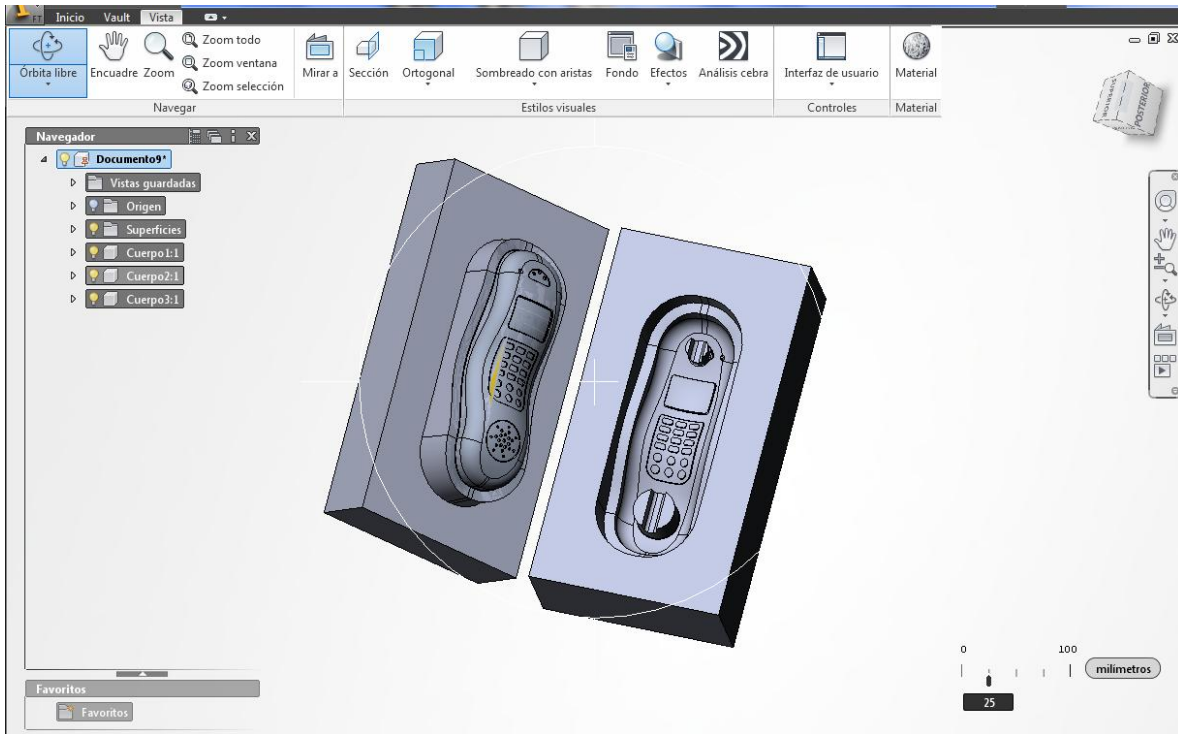 FT Inicio Vault Vista
Órbita libre
Encuadre
Zoom
Zoom todo
Zoom ventana
Zoom selección
Mirar a
Sección
Ortogonal
Sombreado con aristas
Fondo
Efectos
Análisis cebra
Interfaz de usuario
Material
Navegar
Estilos visuales
Controles
Material
POSTERIOR
Navegador
Documento9*
Vistas guardadas
Origen
Superficies
Cuerpo1:1
Cuerpo2:1
Cuerpo3:1
0 100
milímetros
25
Favoritos
Favoritos